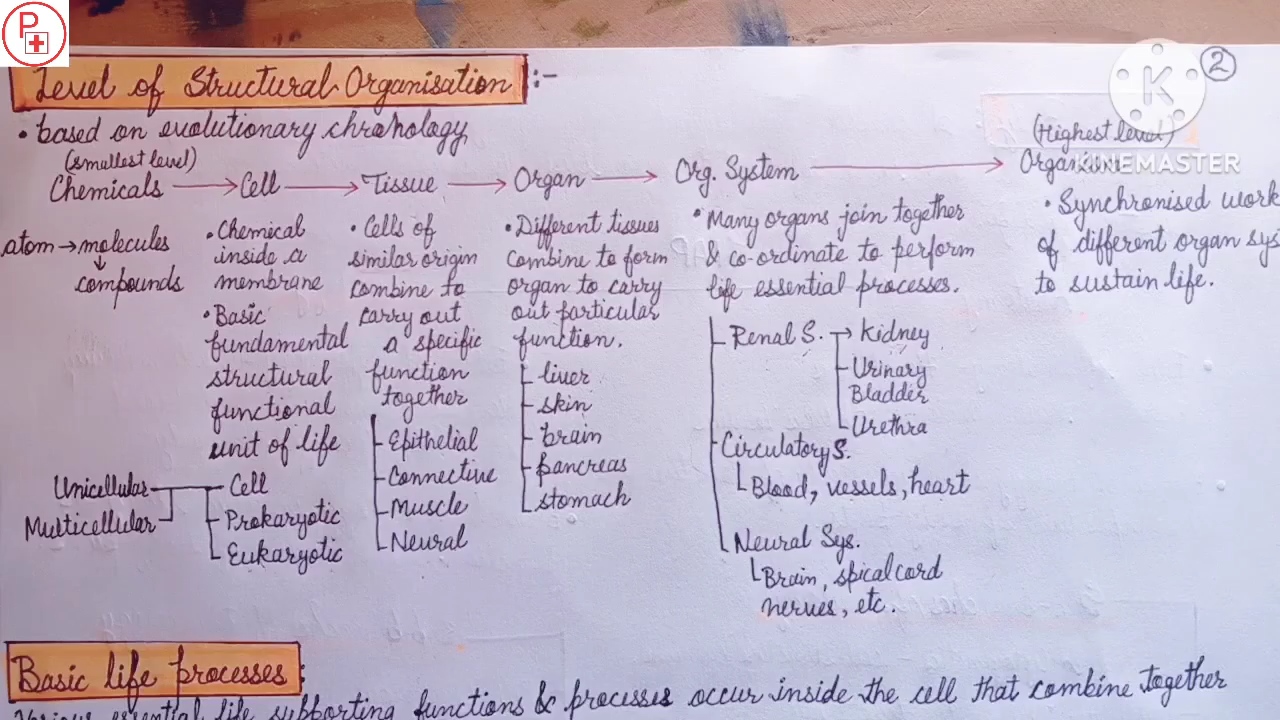 P
2
K
KINEMASTER
Level of Structural Organisation :-
• based on evolutionary chronology
(smallest level)
(Highest level)
Chemicals → Cell → Tissue → Organ → Org. System → Organism
atom → molecules
↓
compounds
• Chemical
inside a
membrane
• Basic
fundamental
structural
functional
unit of life
Unicellular
Multicellular
Cell
Prokaryotic
Eukaryotic
• Cells of
similar origin
combine to
carry out
a specific
function
together
Epithelial
Connective
Muscle
Neural
• Different tissues
combine to form
organ to carry
out particular
function.
liver
skin
brain
pancreas
stomach
• Many organs join together
& co-ordinate to perform
life essential processes.
Renal S. → Kidney
Urinary
Bladder
Urethra
Circulatory S.
Blood, vessels, heart
Neural Sys.
Brain, spical cord
nerves, etc.
• Synchronised work
of different organ sys
to sustain life.
Basic life processes :
Various essential life supporting functions & processes occur inside the cell that combine together